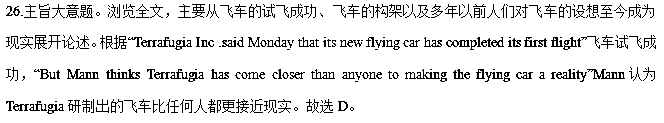 26.主旨大意题。浏览全文，主要从飞车的试飞成功、飞车的构架以及多年以前人们对飞车的设想至今成为
现实展开论述。根据“Terrafugia Inc .said Monday that its new flying car has completed its first flight”飞车试飞成
功，“But Mann thinks Terrafugia has come closer than anyone to making the flying car a reality”Mann 认为
Terrafugia 研制出的飞车比任何人都更接近现实。故选 D。